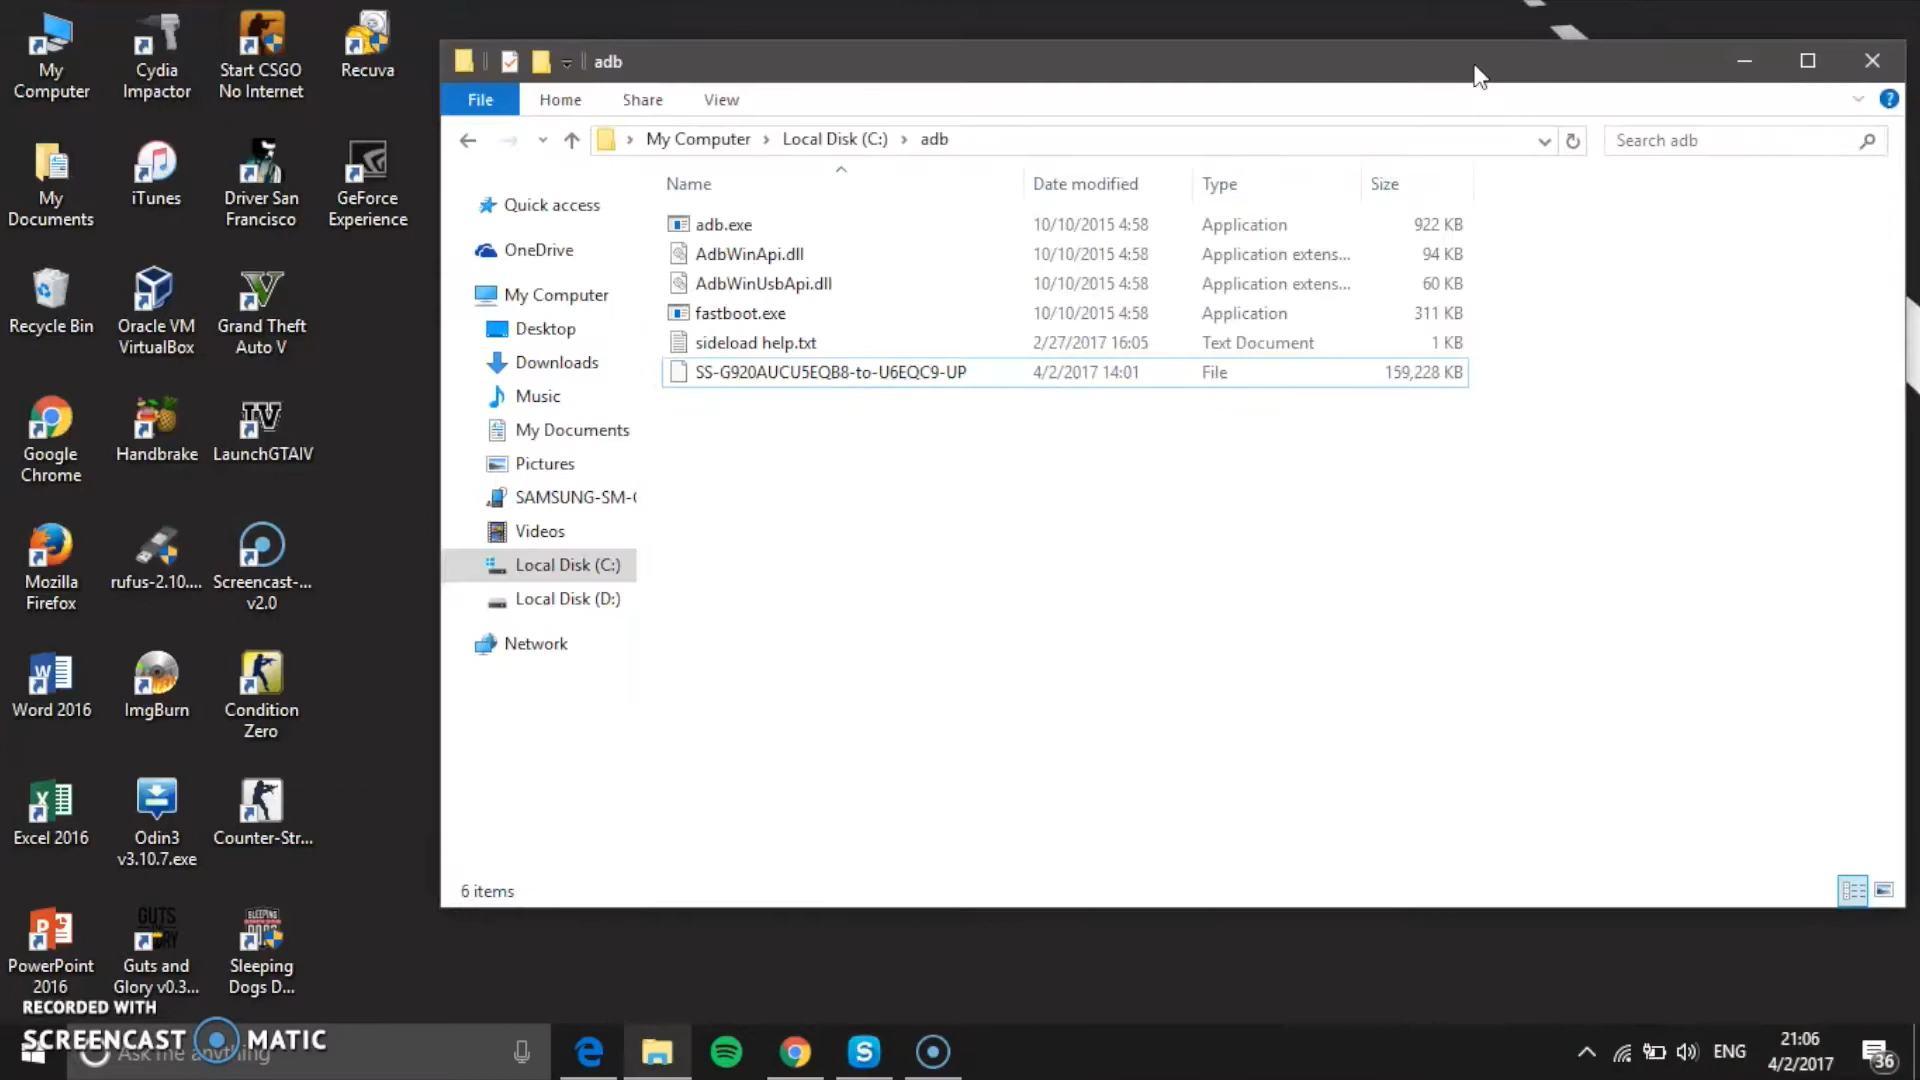 My Computer
Cydia Impactor
Start CSGO No Internet
Recuva
My Documents
iTunes
Driver San Francisco
GeForce Experience
Recycle Bin
Oracle VM VirtualBox
Grand Theft Auto V
Google Chrome
Handbrake
IV
LaunchGTAIV
Mozilla Firefox
rufus-2.10....
Screencast-... v2.0
Word 2016
ImgBurn
Condition Zero
Excel 2016
Odin3 v3.10.7.exe
Counter-Str...
PowerPoint 2016
GUTS
Guts and Glory v0.3...
SLEEPING DOGS
Sleeping Dogs D...
adb
File Home Share View
My Computer Local Disk (C:) adb
Search adb
Name Date modified Type Size
adb.exe 10/10/2015 4:58 Application 922 KB
AdbWinApi.dll 10/10/2015 4:58 Application extens... 94 KB
AdbWinUsbApi.dll 10/10/2015 4:58 Application extens... 60 KB
fastboot.exe 10/10/2015 4:58 Application 311 KB
sideload help.txt 2/27/2017 16:05 Text Document 1 KB
SS-G920AUCU5EQB8-to-U6EQC9-UP 4/2/2017 14:01 File 159,228 KB
Quick access
OneDrive
My Computer
Desktop
Downloads
Music
My Documents
Pictures
SAMSUNG-SM-
Videos
Local Disk (C:)
Local Disk (D:)
Network
6 items
RECORDED WITH
SCREENCAST MATIC
Ask me anything
ENG
21:06
4/2/2017
36